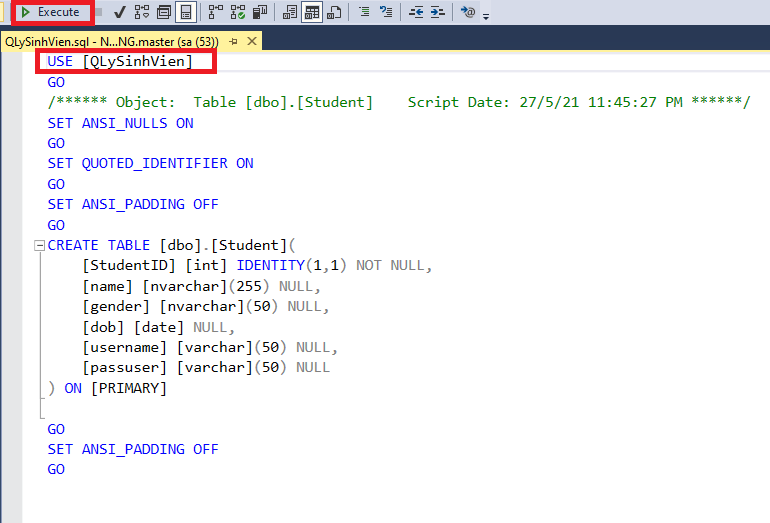 Execute
QLySinhVien.sql - N...NG.master (sa (53))
USE [QLySinhVien]
GO
/****** Object:  Table [dbo].[Student]    Script Date: 27/5/21 11:45:27 PM ******/
SET ANSI_NULLS ON
GO
SET QUOTED_IDENTIFIER ON
GO
SET ANSI_PADDING OFF
GO
CREATE TABLE [dbo].[Student](
    [StudentID] [int] IDENTITY(1,1) NOT NULL,
    [name] [nvarchar](255) NULL,
    [gender] [nvarchar](50) NULL,
    [dob] [date] NULL,
    [username] [varchar](50) NULL,
    [passuser] [varchar](50) NULL
) ON [PRIMARY]
GO
SET ANSI_PADDING OFF
GO